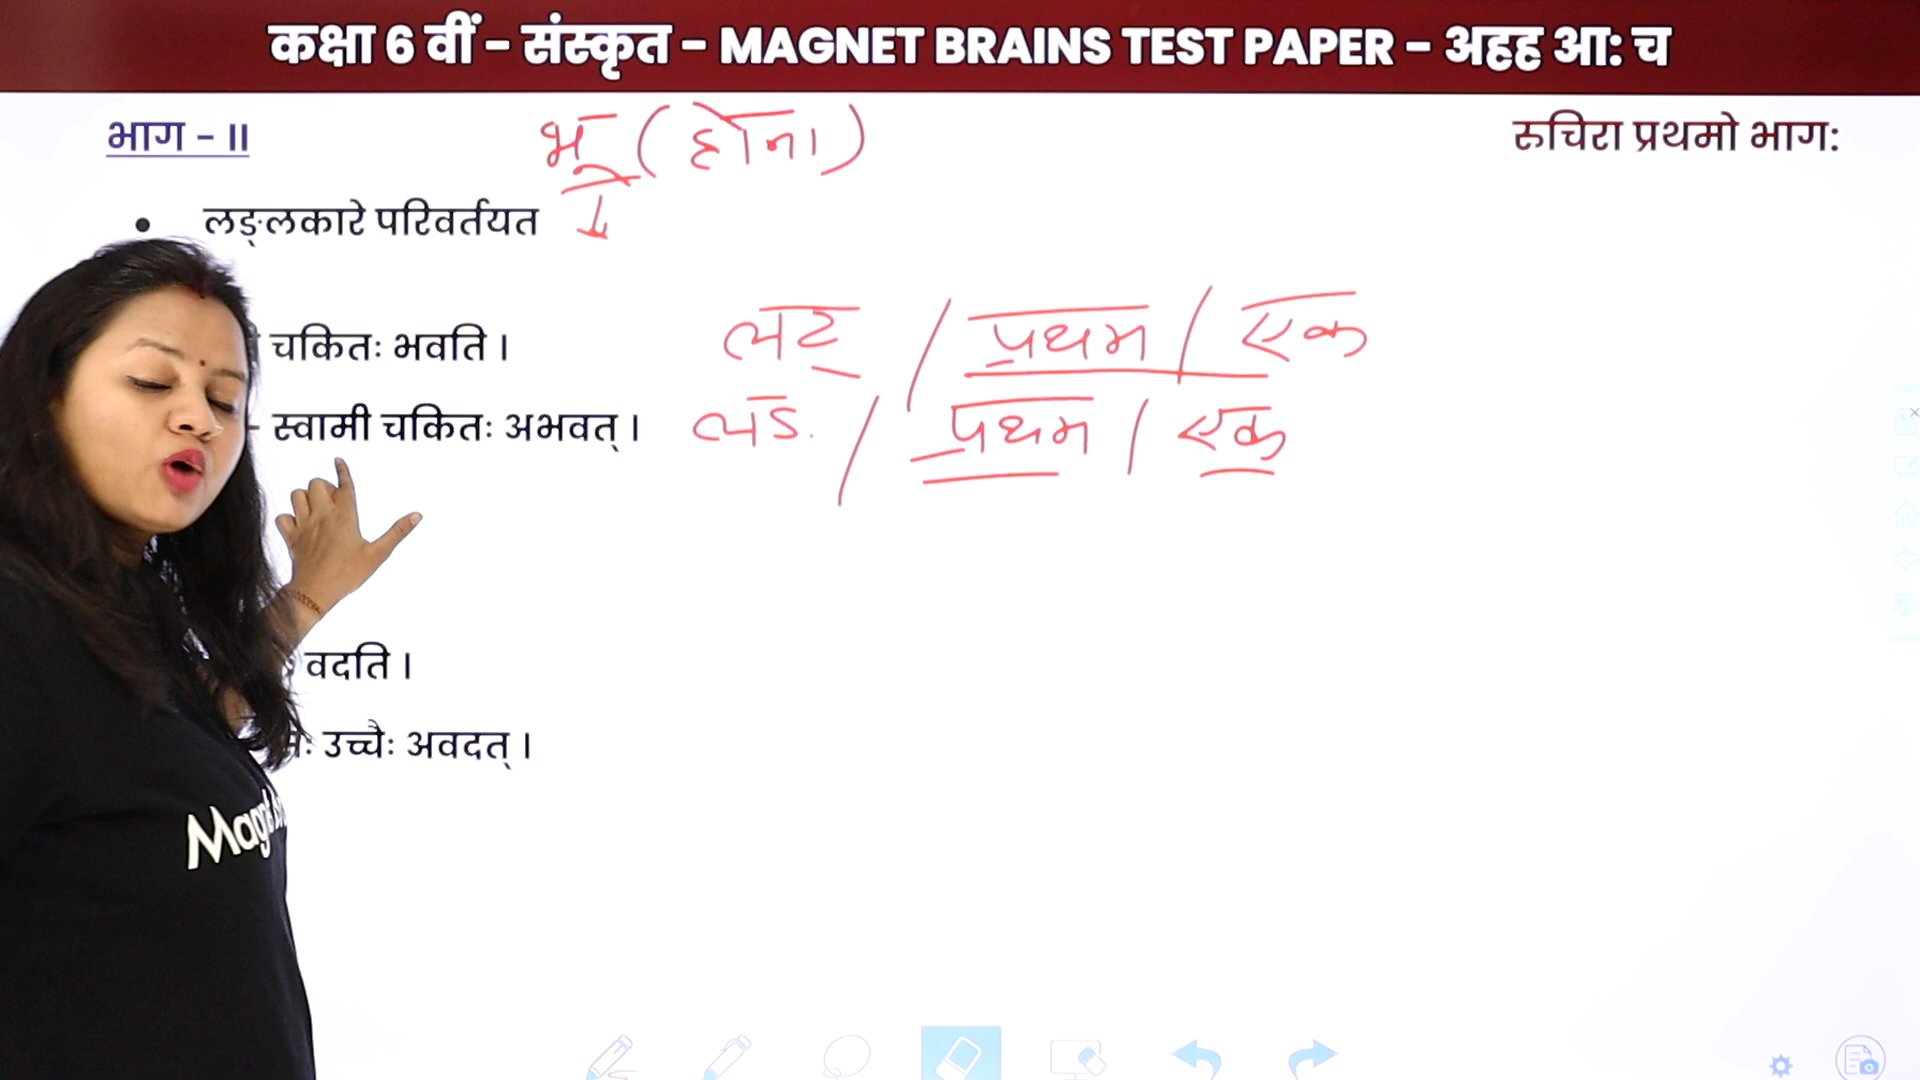 कक्षा 6 वीं - संस्कृत - MAGNET BRAINS TEST PAPER - अहह आ: च
भाग - II
भू (होना)
रुचिरा प्रथमो भाग:
लङ्लकारे परिवर्तयत
चकितः भवति ।
लट् / प्रथम / एक
- स्वामी चकितः अभवत् ।
लङ. / प्रथम / एक
वदति ।
उच्चैः अवदत् ।